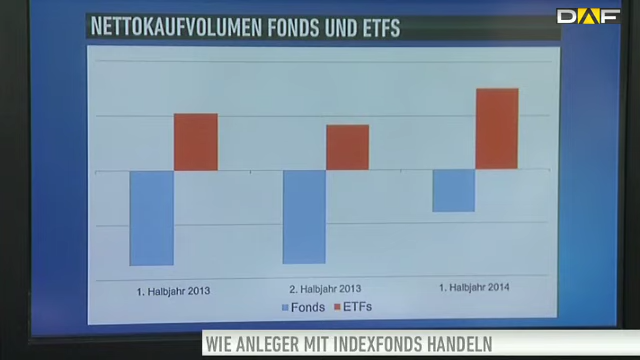 DAF
NETTOKAUFVOLUMEN FONDS UND ETFS
1. Halbjahr 2013
2. Halbjahr 2013
1. Halbjahr 2014
Fonds
ETFs
WIE ANLEGER MIT INDEXFONDS HANDELN